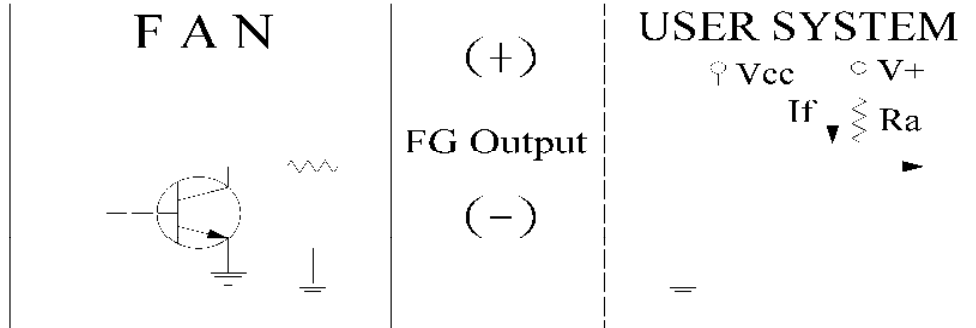 F A N
(+)
FG Output
(−)
USER SYSTEM
Vcc
V+
If
Ra